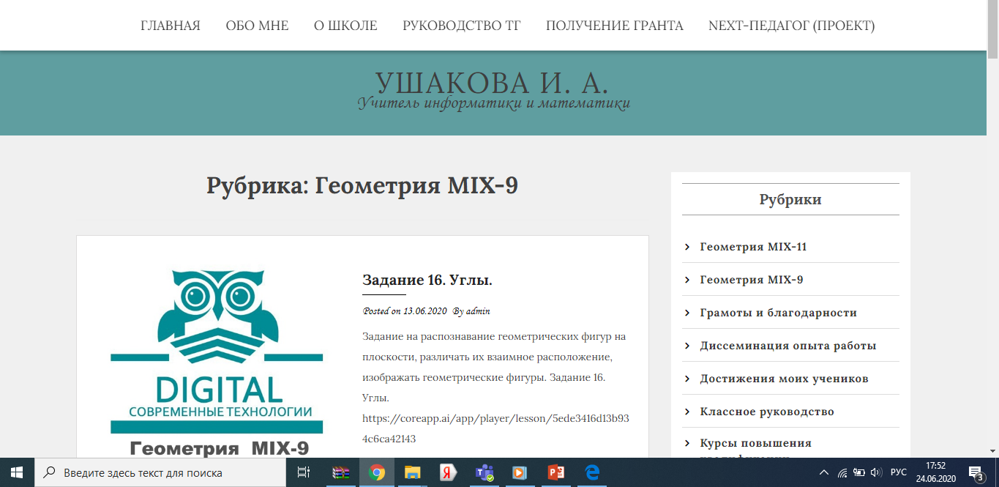 ГЛАВНАЯ ОБО МНЕ О ШКОЛЕ РУКОВОДСТВО ТГ ПОЛУЧЕНИЕ ГРАНТА NEXT-ПЕДАГОГ (ПРОЕКТ)
УШАКОВА И. А.
Учитель информатики и математики
Рубрика: Геометрия MIX-9
DIGITAL
СОВРЕМЕННЫЕ ТЕХНОЛОГИИ
Геометрия MIX-9
Задание 16. Углы.
Posted on 13.06.2020 By admin
Задание на распознавание геометрических фигур на
плоскости, различать их взаимное расположение,
изображать геометрические фигуры. Задание 16.
Углы.
https://coreapp.ai/app/player/lesson/5ede3416d13b93
4c6ca42143
Рубрики
Геометрия MIX-11
Геометрия MIX-9
Грамоты и благодарности
Диссеминация опыта работы
Достижения моих учеников
Классное руководство
Курсы повышения
Введите здесь текст для поиска
РУС
17:52
24.06.2020
3